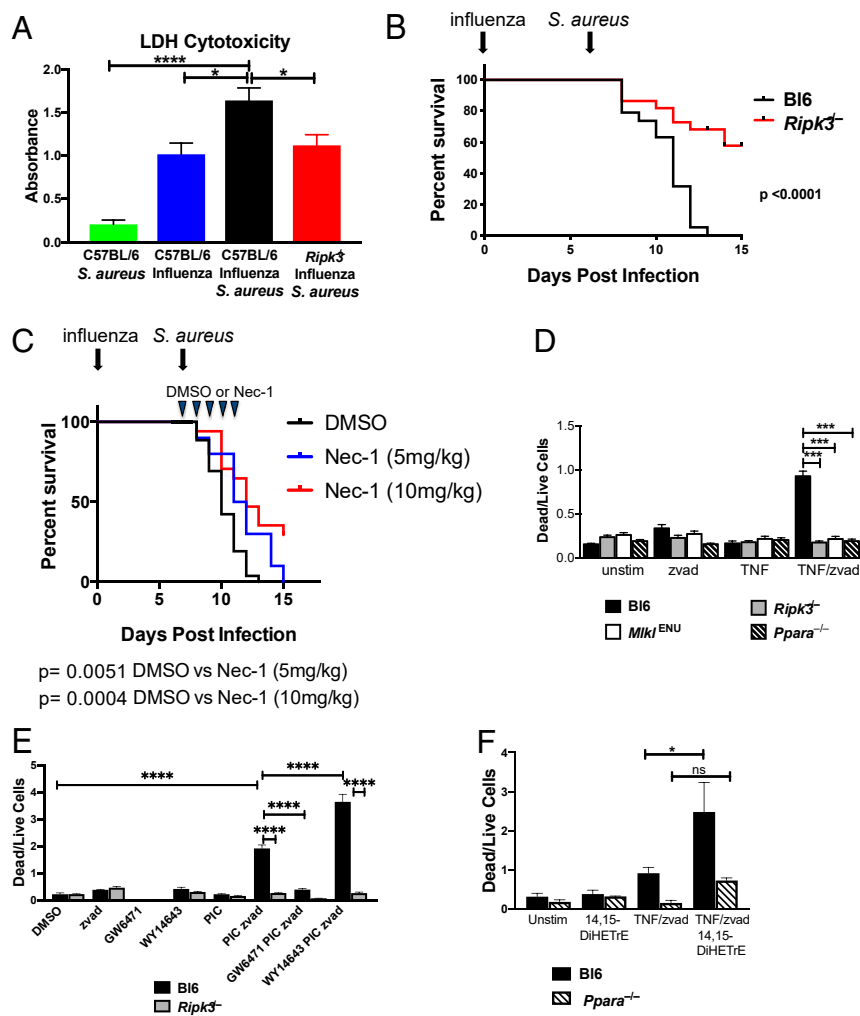 A
LDH Cytotoxicity
****
*
*
Absorbance
2.0
1.5
1.0
0.5
0.0
C57BL/6 C57BL/6 C57BL/6 Ripk3-/-
S. aureus Influenza Influenza Influenza
S. aureus S. aureus
B
influenza
S. aureus
Percent survival
100
80
60
40
20
0
0 5 10 15
Days Post Infection
Bl6
Ripk3-/-
p <0.0001
C
influenza
S. aureus
DMSO or Nec-1
Percent survival
100
50
0
0 5 10 15
Days Post Infection
DMSO
Nec-1 (5mg/kg)
Nec-1 (10mg/kg)
p= 0.0051 DMSO vs Nec-1 (5mg/kg)
p= 0.0004 DMSO vs Nec-1 (10mg/kg)
D
Dead/Live Cells
1.5
1.0
0.5
0.0
***
***
***
unstim zvad TNF TNF/zvad
Bl6
Ripk3-/-
Mlkl ENU
Ppara–/–
E
Dead/Live Cells
5
4
3
2
1
0
****
****
****
****
****
DMSO
zvad
GW6471
WY14643
PIC
PIC zvad
GW6471 PIC zvad
WY14643 PIC zvad
Bl6
Ripk3-/-
F
Dead/Live Cells
4
3
2
1
0
*
ns
Unstim 14,15- TNF/zvad TNF/zvad
DiHETrE 14,15-
DiHETrE
Bl6
Ppara–/–